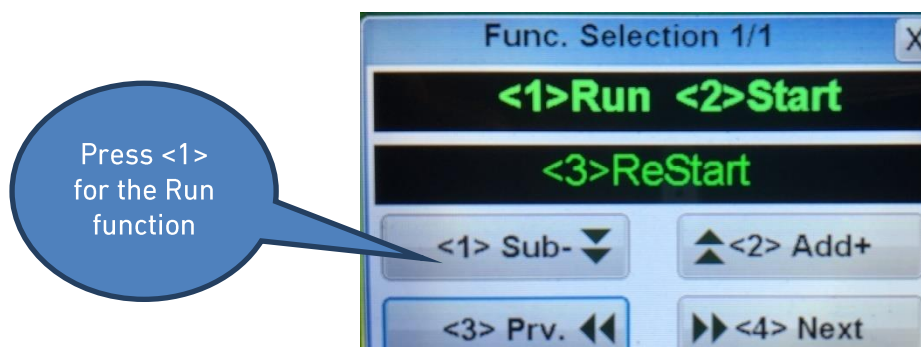 Press <1>
for the Run
function
Func. Selection 1/1
X
<1>Run <2>Start
<3>ReStart
<1> Sub-
<2> Add+
<3> Prv.
<4> Next